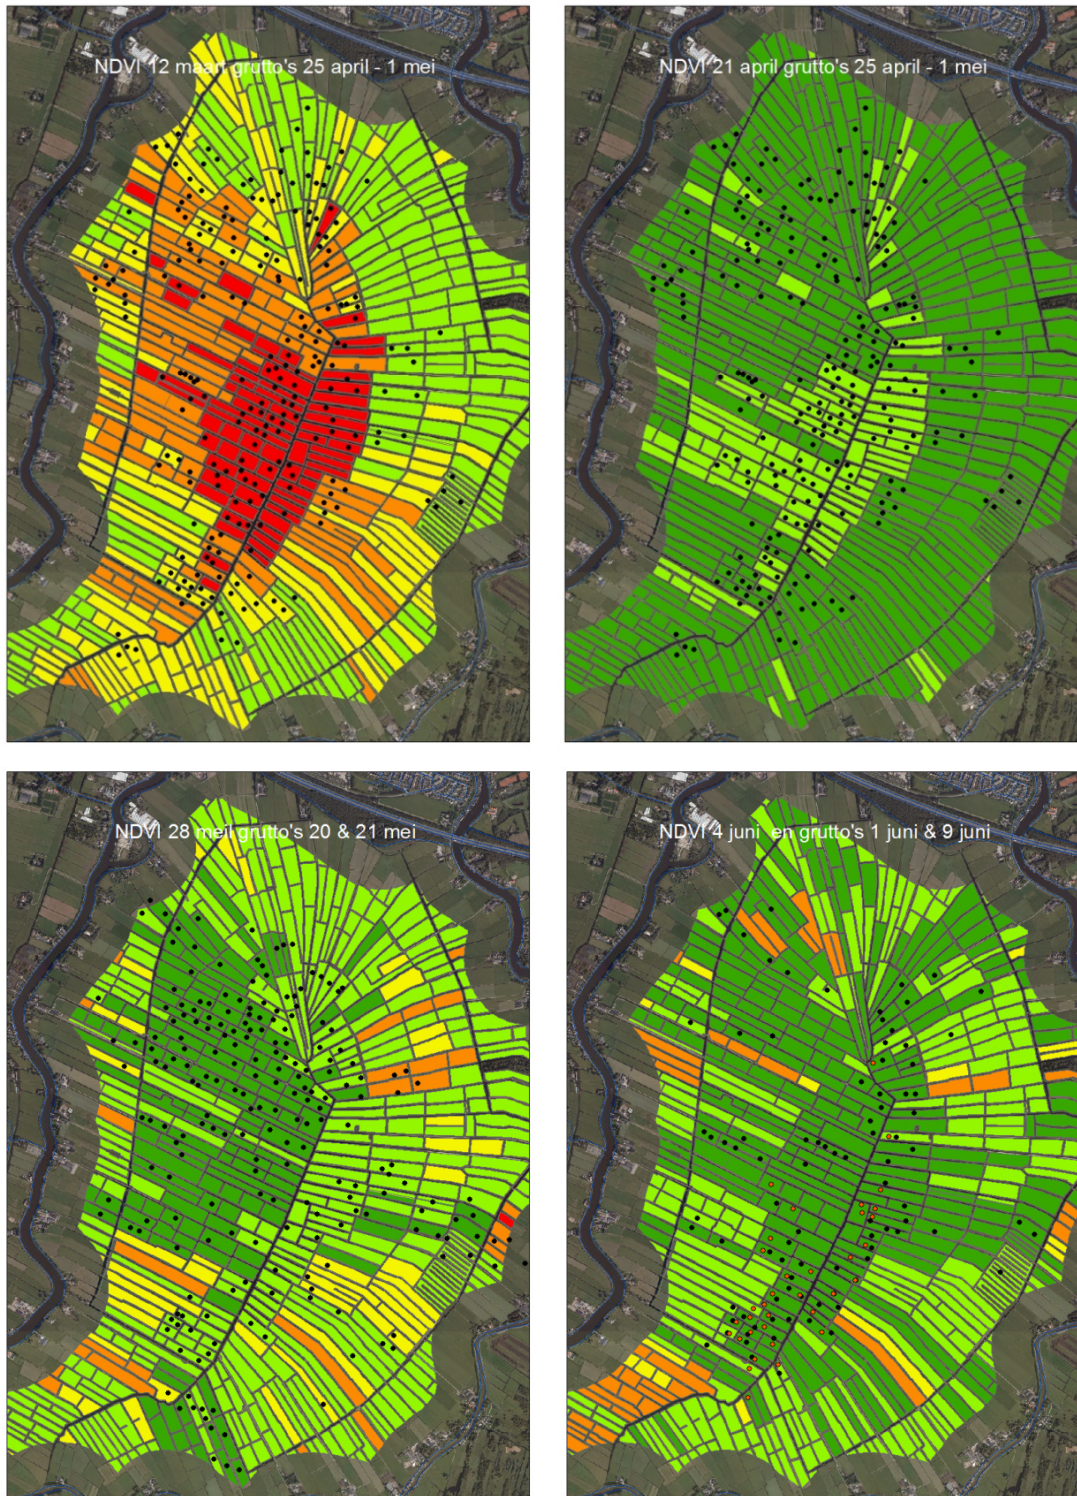 NDVI 12 maart grutto's 25 april - 1 mei
NDVI 21 april grutto's 25 april - 1 mei
NDVI 28 meil grutto's 20 & 21 mei
NDVI 4 juni en grutto's 1 juni & 9 juni